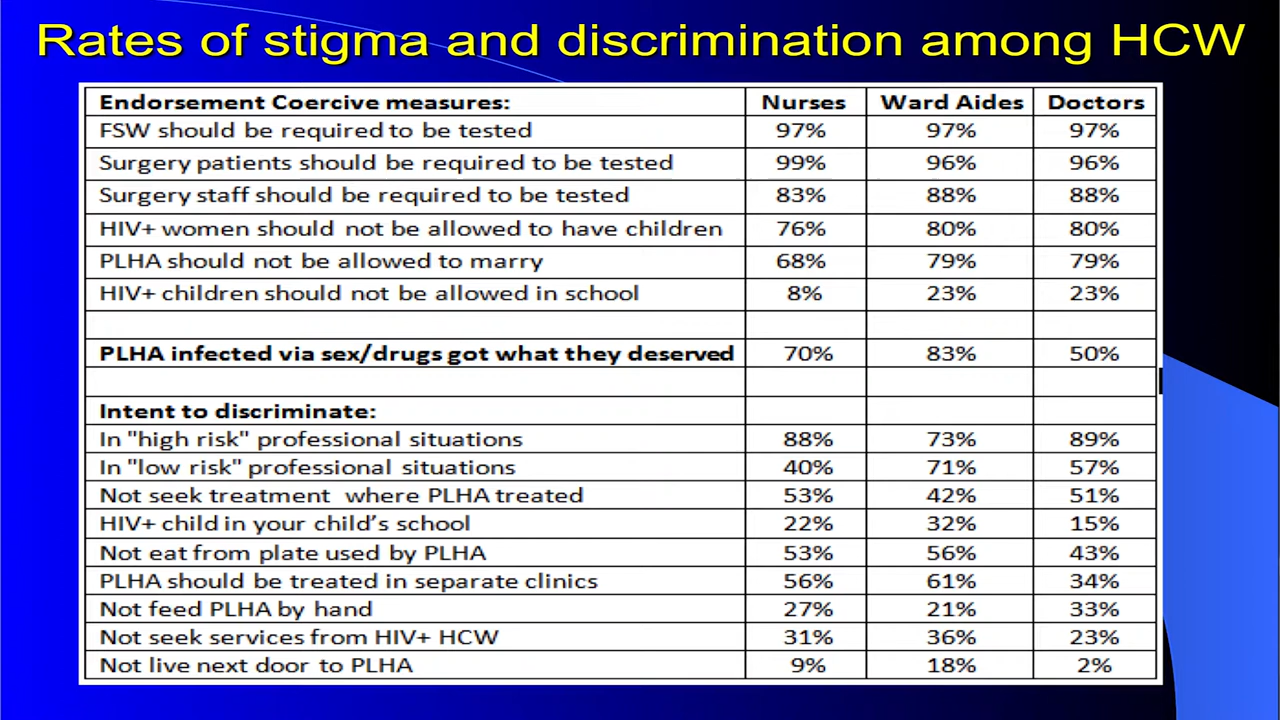 Rates of stigma and discrimination among HCW
Endorsement Coercive measures: Nurses Ward Aides Doctors
FSW should be required to be tested 97% 97% 97%
Surgery patients should be required to be tested 99% 96% 96%
Surgery staff should be required to be tested 83% 88% 88%
HIV+ women should not be allowed to have children 76% 80% 80%
PLHA should not be allowed to marry 68% 79% 79%
HIV+ children should not be allowed in school 8% 23% 23%
PLHA infected via sex/drugs got what they deserved 70% 83% 50%
Intent to discriminate:
In "high risk" professional situations 88% 73% 89%
In "low risk" professional situations 40% 71% 57%
Not seek treatment where PLHA treated 53% 42% 51%
HIV+ child in your child’s school 22% 32% 15%
Not eat from plate used by PLHA 53% 56% 43%
PLHA should be treated in separate clinics 56% 61% 34%
Not feed PLHA by hand 27% 21% 33%
Not seek services from HIV+ HCW 31% 36% 23%
Not live next door to PLHA 9% 18% 2%